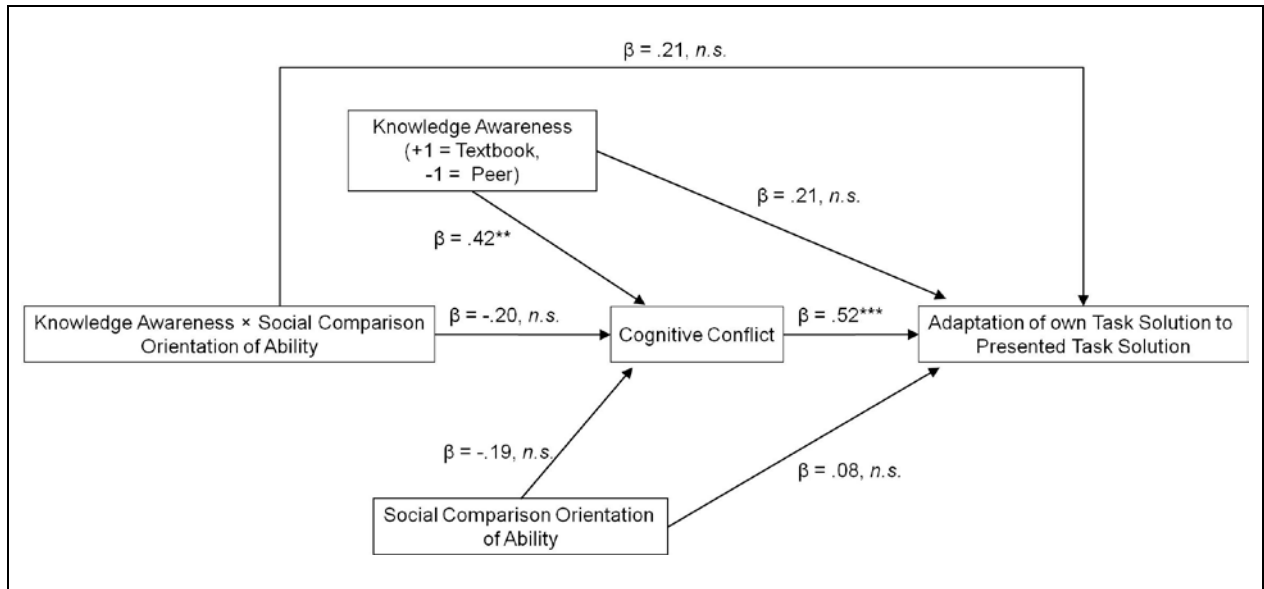 β = .21, n.s.
Knowledge Awareness
(+1 = Textbook,
-1 = Peer)
β = .21, n.s.
β = .42**
Knowledge Awareness × Social Comparison
Orientation of Ability
β = -.20, n.s.
Cognitive Conflict
β = .52***
Adaptation of own Task Solution to
Presented Task Solution
β = -.19, n.s.
β = .08, n.s.
Social Comparison Orientation
of Ability